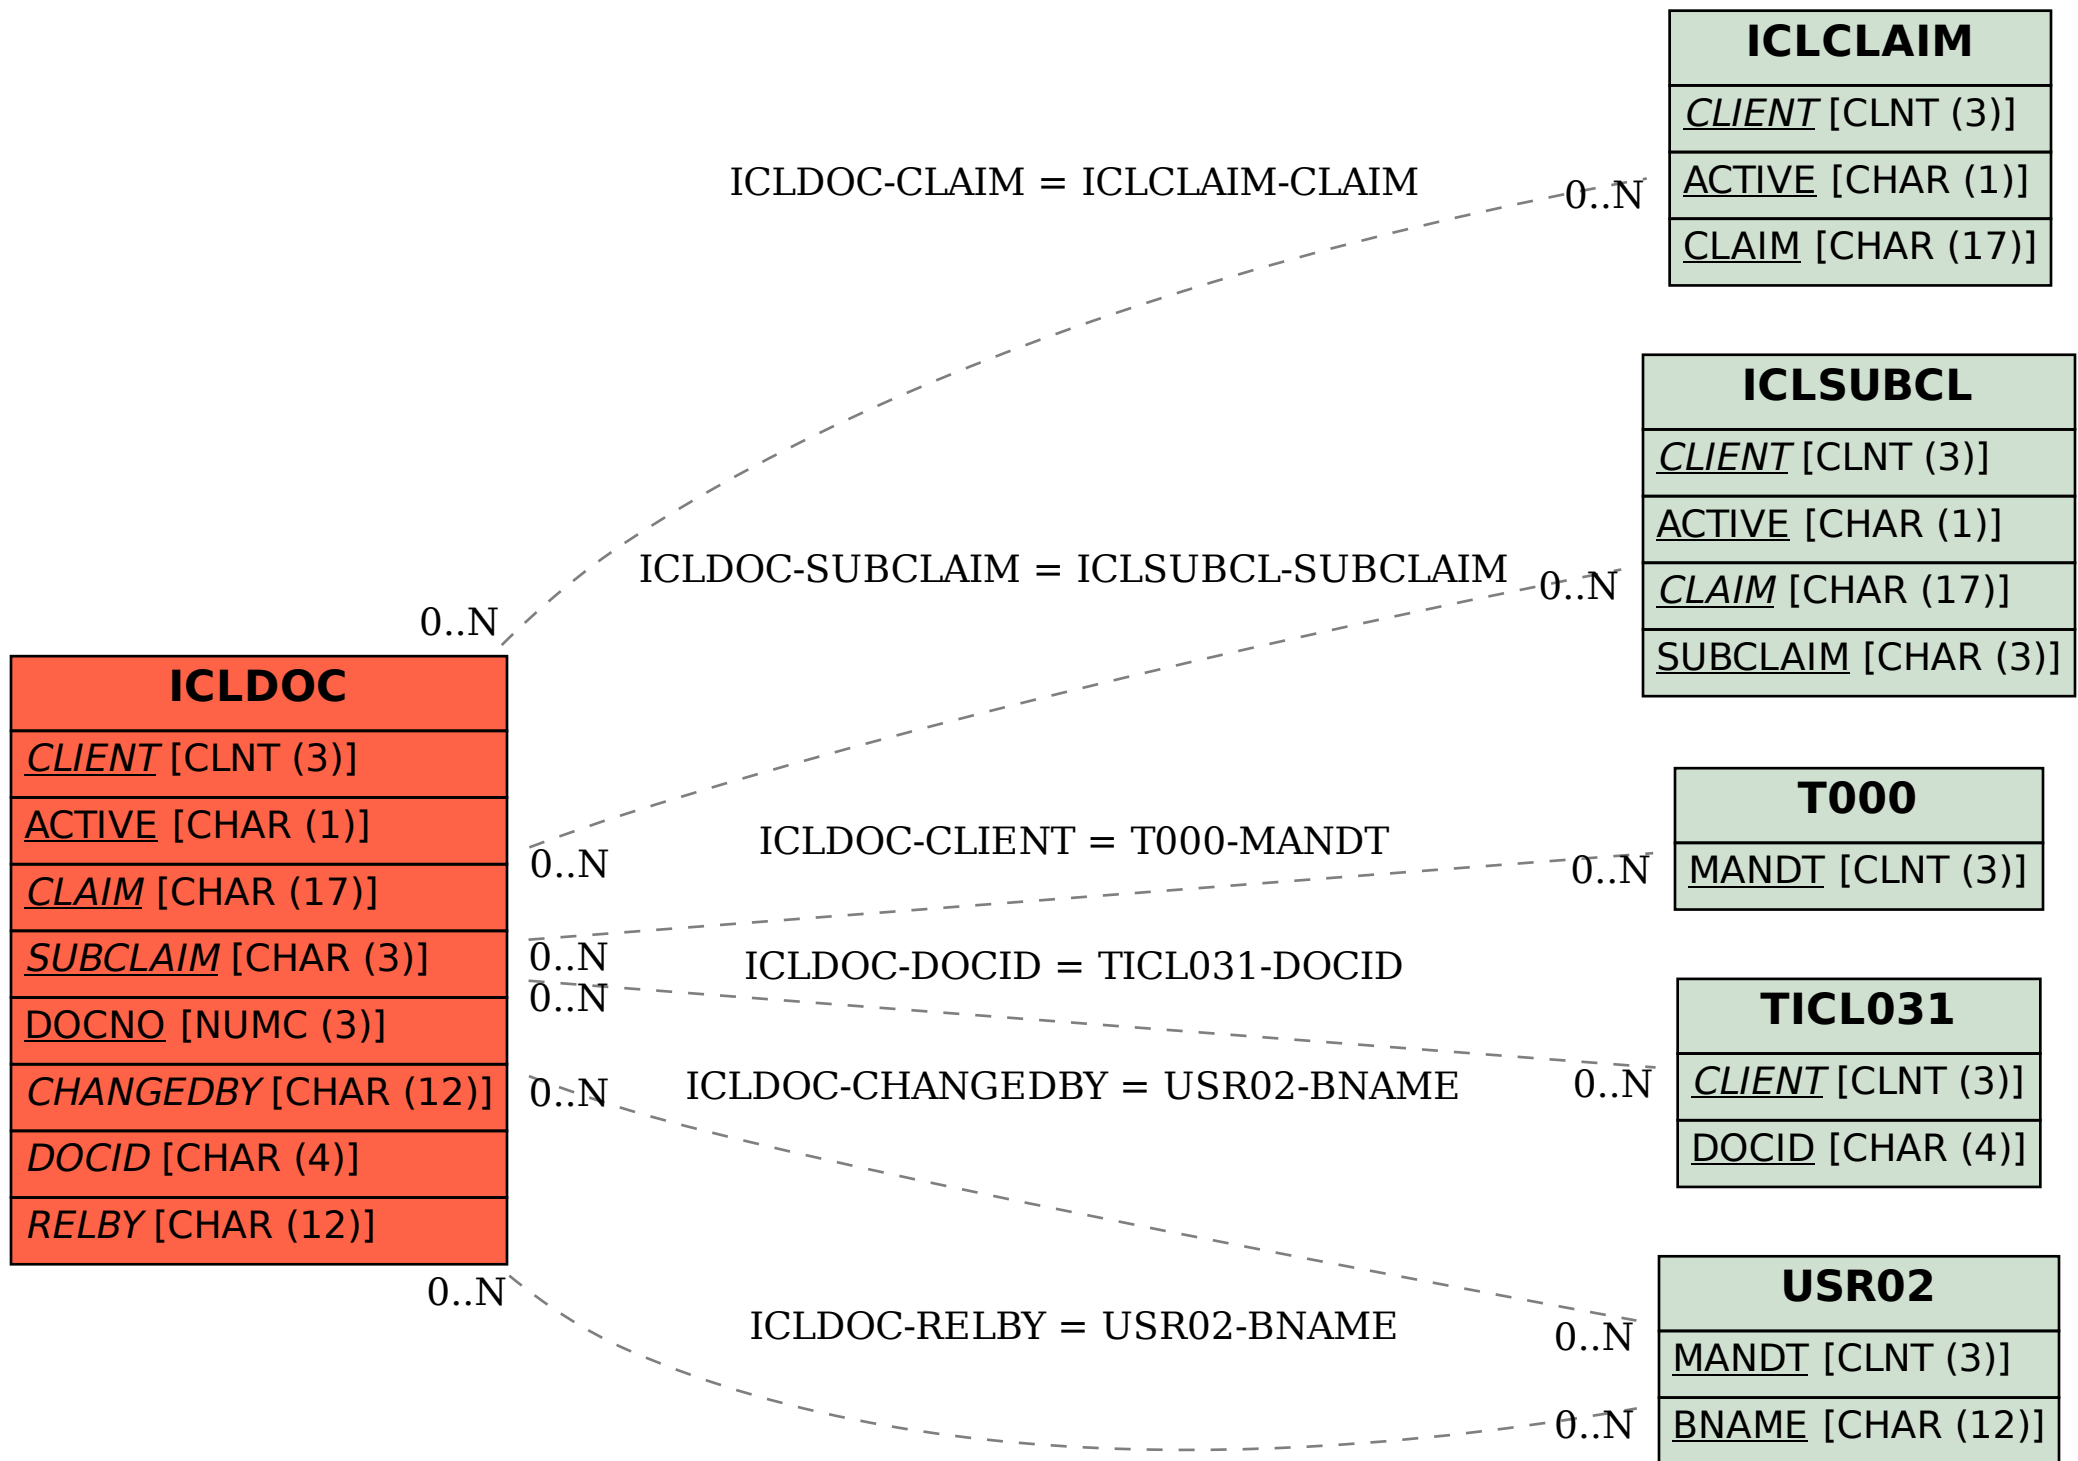 ICLCLAIM
CLIENT [CLNT (3)]
ACTIVE [CHAR (1)]
CLAIM [CHAR (17)]
ICLDOC-CLAIM = ICLCLAIM-CLAIM
0..N
0..N
ICLSUBCL
CLIENT [CLNT (3)]
ACTIVE [CHAR (1)]
CLAIM [CHAR (17)]
SUBCLAIM [CHAR (3)]
ICLDOC-SUBCLAIM = ICLSUBCL-SUBCLAIM
0..N
0..N
ICLDOC
CLIENT [CLNT (3)]
ACTIVE [CHAR (1)]
CLAIM [CHAR (17)]
SUBCLAIM [CHAR (3)]
DOCNO [NUMC (3)]
CHANGEDBY [CHAR (12)]
DOCID [CHAR (4)]
RELBY [CHAR (12)]
T000
MANDT [CLNT (3)]
ICLDOC-CLIENT = T000-MANDT
0..N
0..N
ICLDOC-DOCID = TICL031-DOCID
0..N
0..N
TICL031
CLIENT [CLNT (3)]
DOCID [CHAR (4)]
ICLDOC-CHANGEDBY = USR02-BNAME
0..N
0..N
USR02
MANDT [CLNT (3)]
BNAME [CHAR (12)]
ICLDOC-RELBY = USR02-BNAME
0..N
0..N